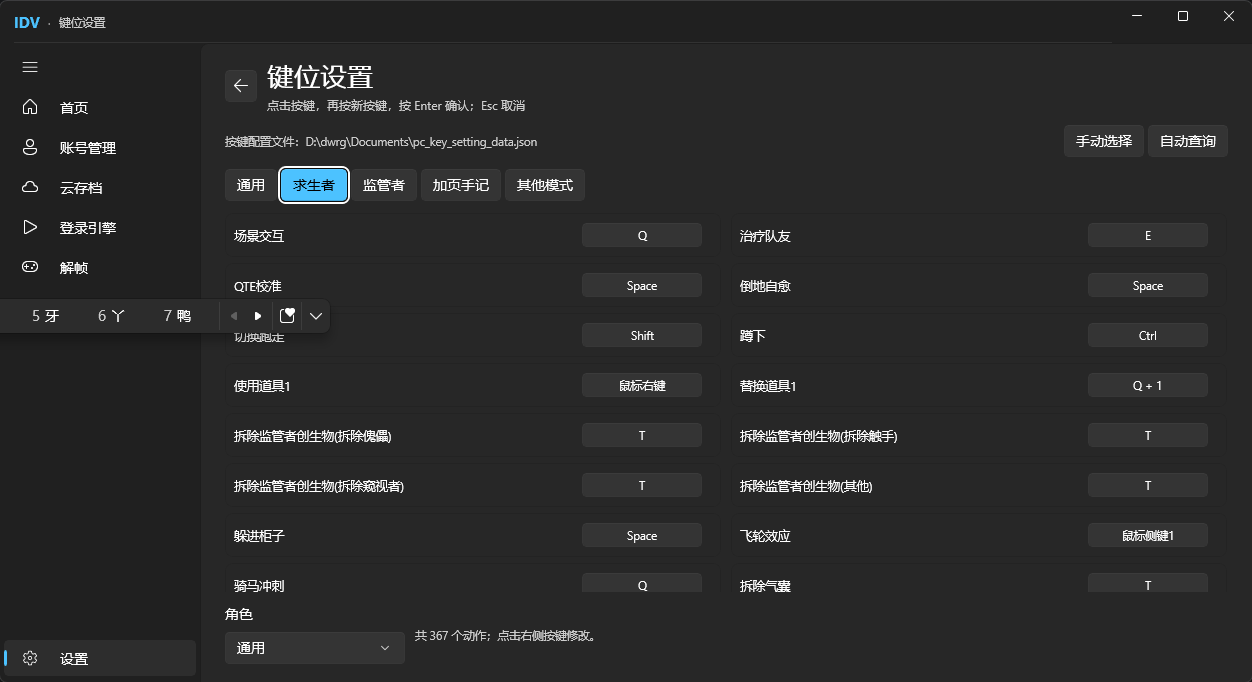 IDV · 键位设置
键位设置
点击按键，再按新按键，按 Enter 确认；Esc 取消
首页
账号管理
云存档
登录引擎
解帧
5 牙 6 丫 7 鸭
设置
按键配置文件：D:\dwrg\Documents\pc_key_setting_data.json
手动选择 自动查询
通用 求生者 监管者 加页手记 其他模式
场景交互 Q 治疗队友 E
QTE校准 Space 倒地自愈 Space
切换跑走 Shift 蹲下 Ctrl
使用道具1 鼠标右键 替换道具1 Q + 1
拆除监管者创生物(拆除傀儡) T 拆除监管者创生物(拆除触手) T
拆除监管者创生物(拆除窥视者) T 拆除监管者创生物(其他) T
躲进柜子 Space 飞轮效应 鼠标侧键1
骑马冲刺 Q 拆除气囊 T
角色
通用 共 367 个动作；点击右侧按键修改。